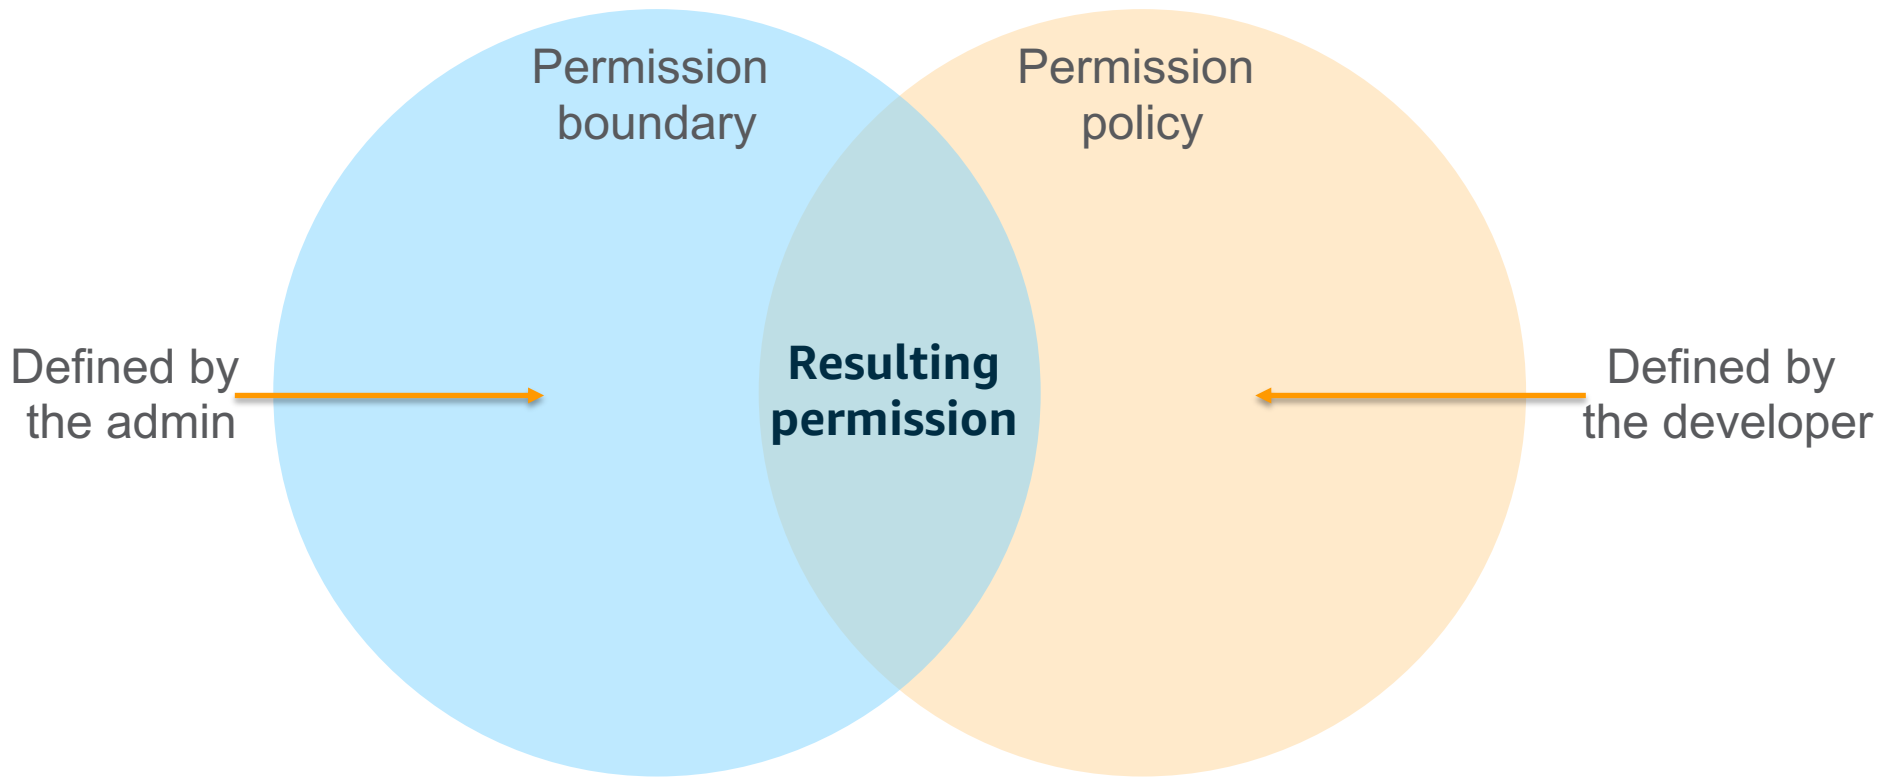 Permission
boundary
Permission
policy
Defined by
the admin
Resulting
permission
Defined by
the developer